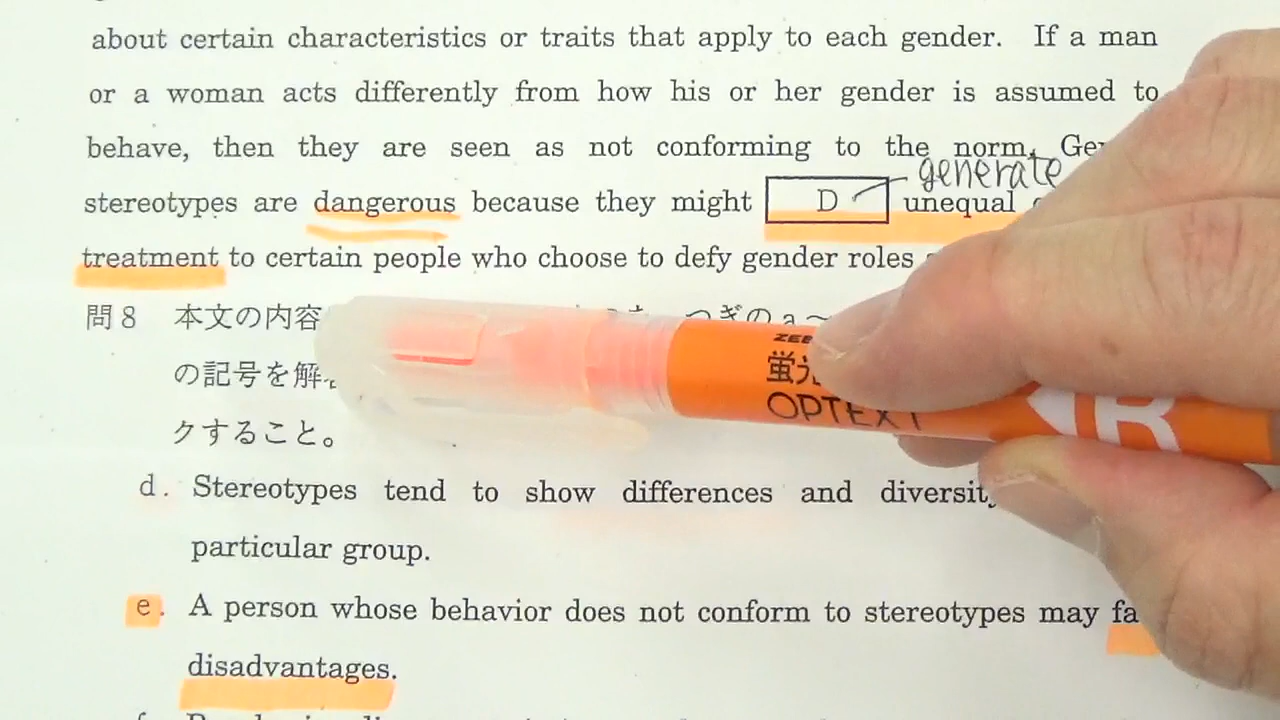 about certain characteristics or traits that apply to each gender. If a man
or a woman acts differently from how his or her gender is assumed to
behave, then they are seen as not conforming to the norm.
generate
stereotypes are dangerous because they might D unequal
treatment to certain people who choose to defy gender roles
問8 本文の内容 つぎの a～
の記号を解
クすること。
ZEB
蛍光
OPTEXT
d. Stereotypes tend to show differences and diversity
particular group.
e. A person whose behavior does not conform to stereotypes may
disadvantages.